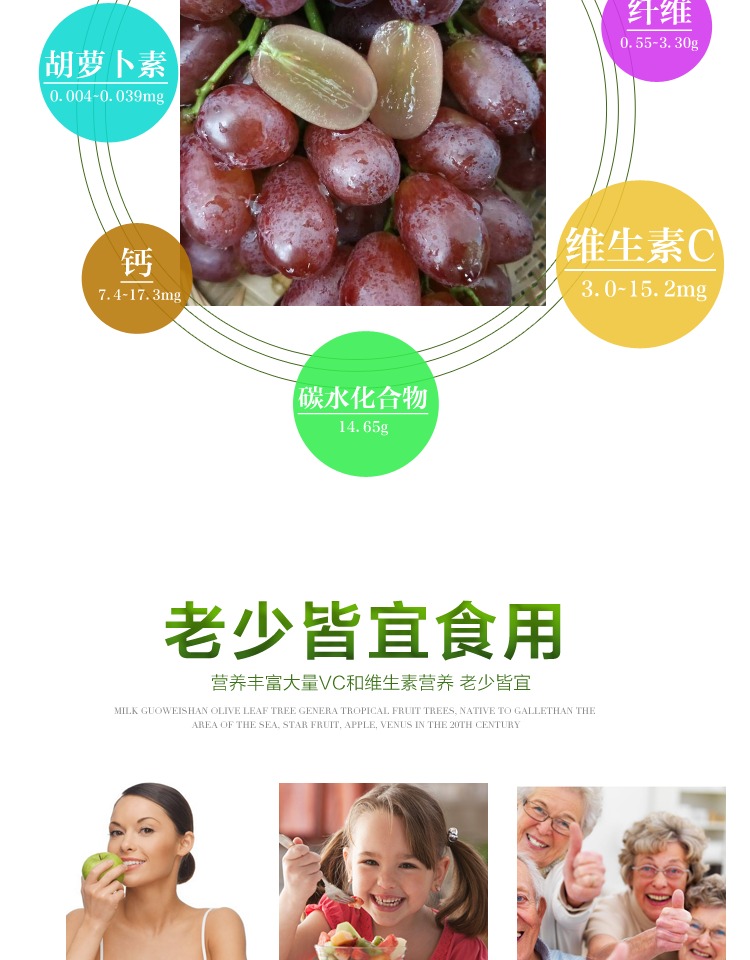 纤维
0.55~3.30g
胡萝卜素
0.004~0.039mg
维生素C
3.0~15.2mg
钙
7.4~17.3mg
碳水化合物
14.65g
老少皆宜食用
营养丰富大量VC和维生素营养 老少皆宜
MILK GUOWEISHAN OLIVE LEAF TREE GENERA TROPICAL FRUIT TREES, NATIVE TO GALLETHAN THE
AREA OF THE SEA, STAR FRUIT, APPLE, VENUS IN THE 20TH CENTURY